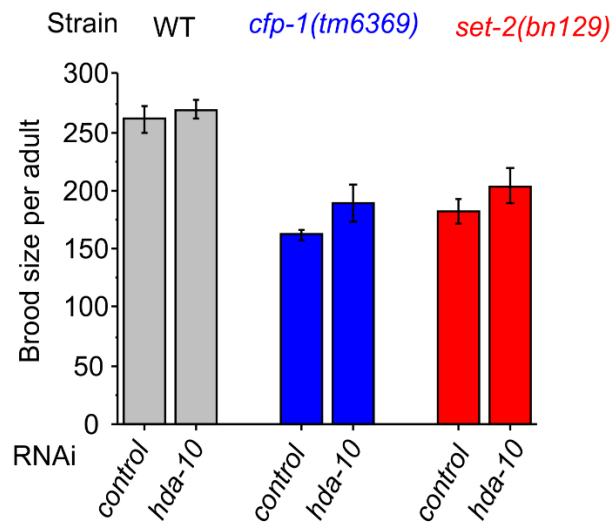 Strain WT cfp-1(tm6369) set-2(bn129)
Brood size per adult
300
250
200
150
100
50
0
RNAi
control
hda-10
control
hda-10
control
hda-10